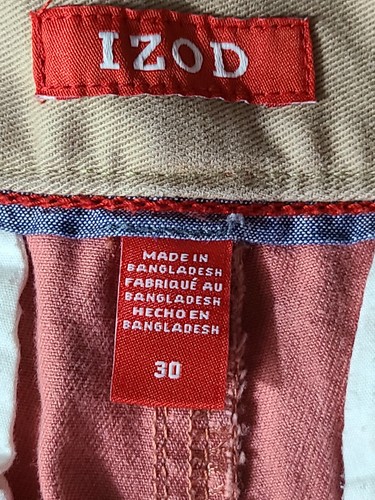 IZOD
MADE IN
BANGLADESH
FABRIQUÉ AU
BANGLADESH
HECHO EN
BANGLADESH
30